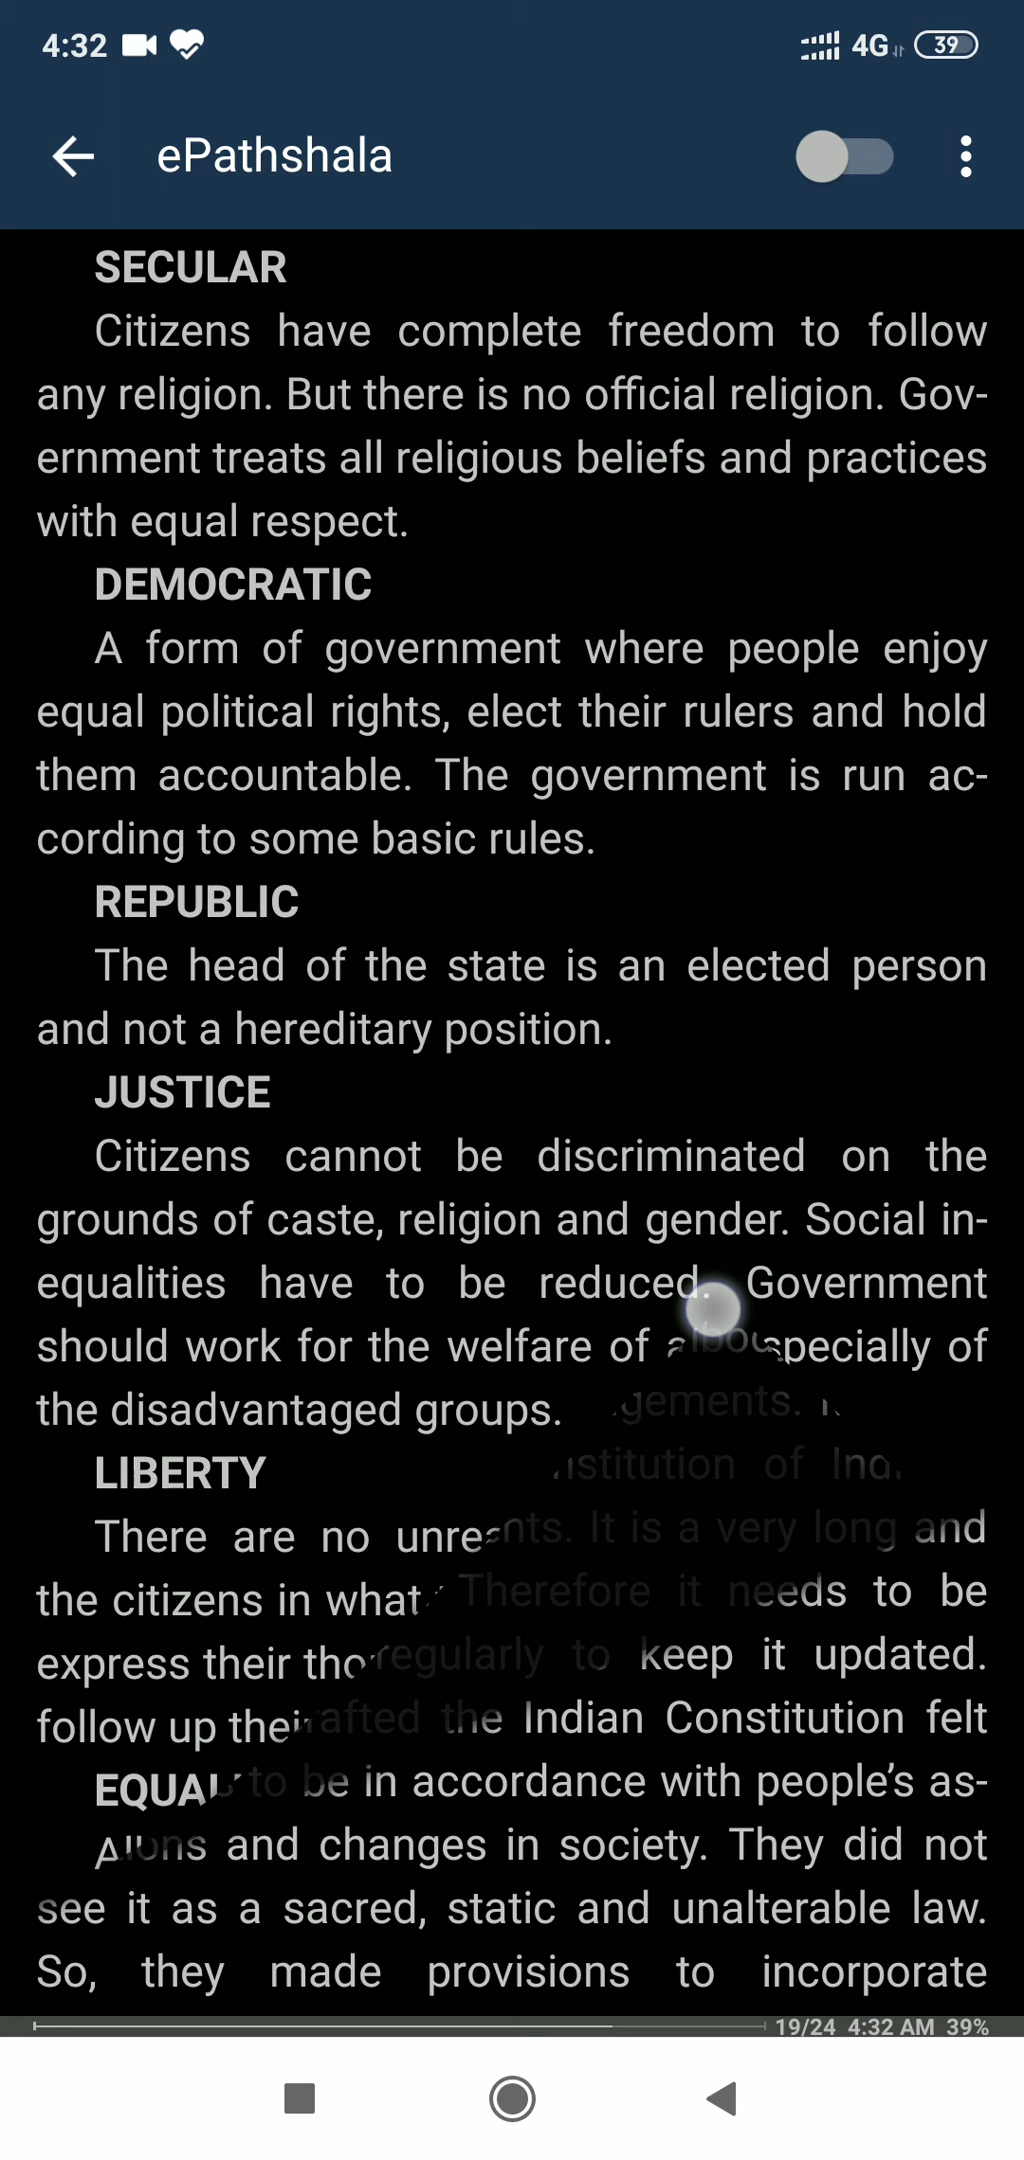 4:32 4G 39
ePathshala
SECULAR
Citizens have complete freedom to follow
any religion. But there is no official religion. Gov-
ernment treats all religious beliefs and practices
with equal respect.
DEMOCRATIC
A form of government where people enjoy
equal political rights, elect their rulers and hold
them accountable. The government is run ac-
cording to some basic rules.
REPUBLIC
The head of the state is an elected person
and not a hereditary position.
JUSTICE
Citizens cannot be discriminated on the
grounds of caste, religion and gender. Social in-
equalities have to be reduced. Government
should work for the welfare of specially of
the disadvantaged groups. gements.
LIBERTY nstitution of
There are no nts. It is a very long and
the citizens in what Therefore it needs to be
express their regularly to keep it updated.
follow up the Indian Constitution felt
to be in accordance with people’s as-
and changes in society. They did not
see it as a sacred, static and unalterable law.
So, they made provisions to incorporate
19/24 4:32 AM 39%